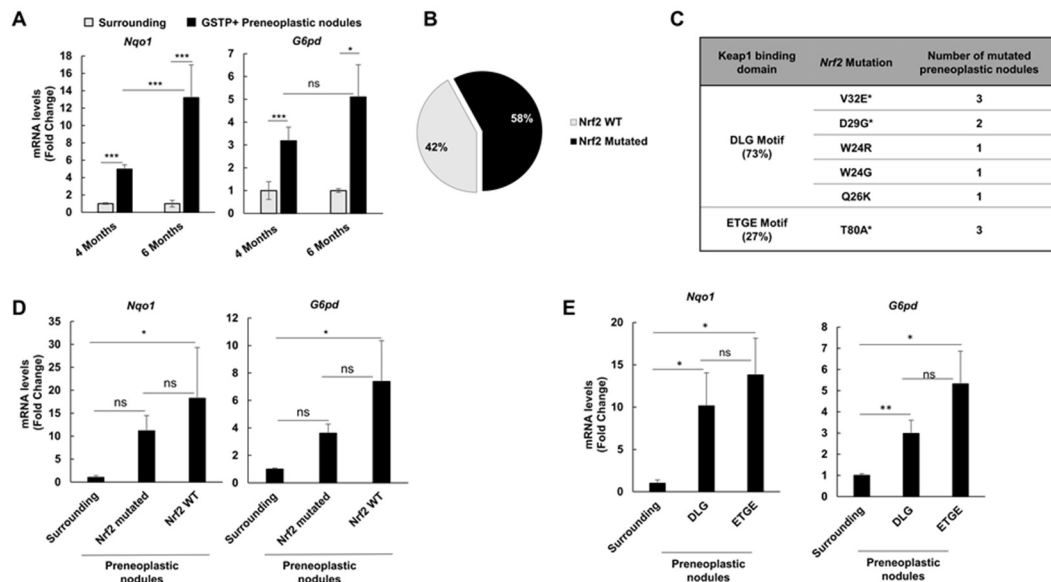 A
Surrounding
GSTP+ Preneoplastic nodules
Nqo1
G6pd
mRNA levels
(Fold Change)
18
16
14
12
10
8
6
4
2
0
***
***
***
4 Months
6 Months
7
6
5
4
3
2
1
0
***
ns
*
4 Months
6 Months
B
42%
58%
Nrf2 WT
Nrf2 Mutated
C
Keap1 binding
domain
Nrf2 Mutation
Number of mutated
preneoplastic nodules
DLG Motif
(73%)
V32E* 3
D29G* 2
W24R 1
W24G 1
Q26K 1
ETGE Motif
(27%)
T80A* 3
D
Nqo1
G6pd
mRNA levels
(Fold Change)
35
30
25
20
15
10
5
0
*
ns
ns
Surrounding
Nrf2 mutated
Nrf2 WT
Preneoplastic
nodules
12
10
8
6
4
2
0
*
ns
ns
Surrounding
Nrf2 mutated
Nrf2 WT
Preneoplastic
nodules
E
Nqo1
G6pd
mRNA levels
(Fold Change)
20
15
10
5
0
*
*
ns
Surrounding
DLG
ETGE
Preneoplastic
nodules
8
7
6
5
4
3
2
1
0
*
**
ns
Surrounding
DLG
ETGE
Preneoplastic
nodules